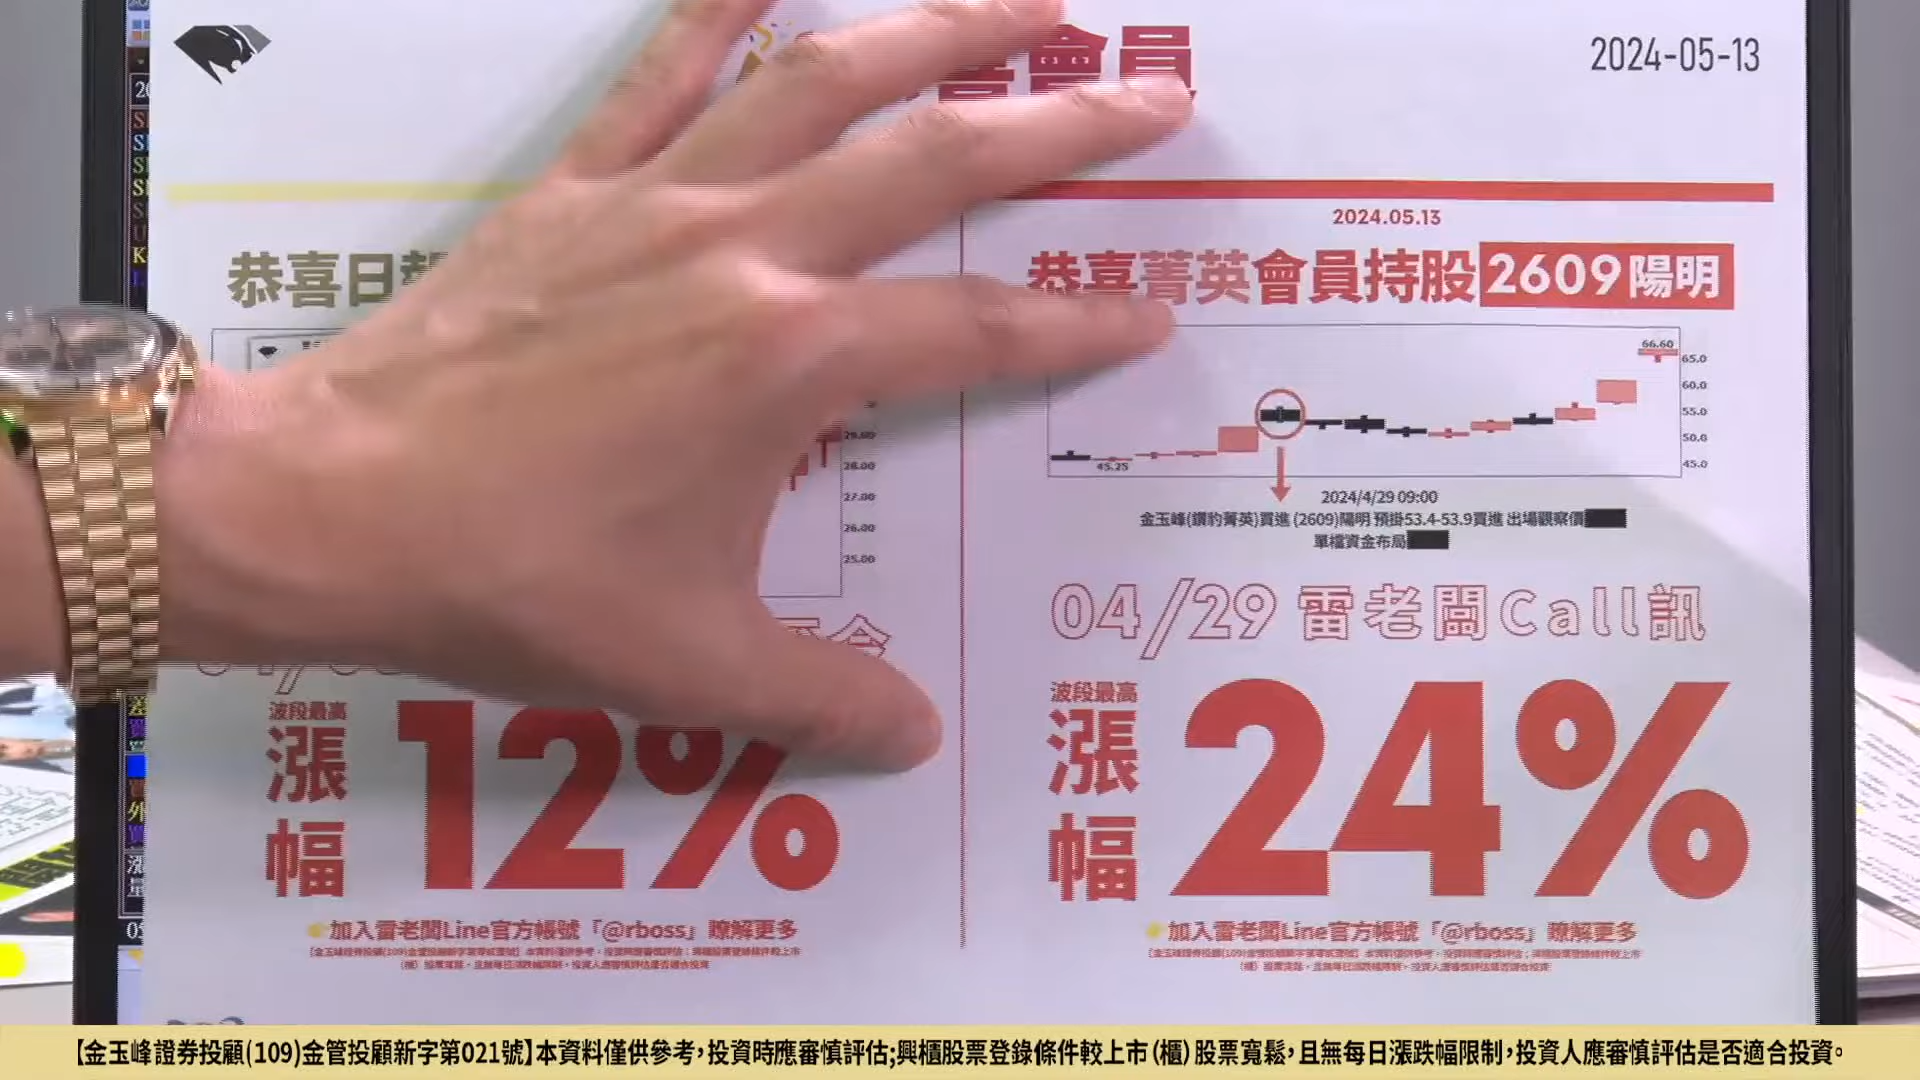 會員
2024-05-13
恭喜日
29.00
28.00
27.00
26.00
25.00
波段最高
漲幅
12%
加入雷老闆Line官方帳號「@rboss」瞭解更多
2024.05.13
恭喜菁英會員持股2609陽明
66.60
65.0
60.0
55.0
50.0
45.0
45.25
2024/4/29 09:00
金玉峰(鑽豹菁英)買進 (2609)陽明 預掛53.4-53.9買進 出場觀察價
單檔資金布局
04/29 雷老闆Call訊
波段最高
漲幅
24%
加入雷老闆Line官方帳號「@rboss」瞭解更多
【金玉峰證券投顧(109)金管投顧新字第021號】本資料僅供參考，投資時應審慎評估;興櫃股票登錄條件較上市（櫃）股票寬鬆，且無每日漲跌幅限制，投資人應審慎評估是否適合投資。